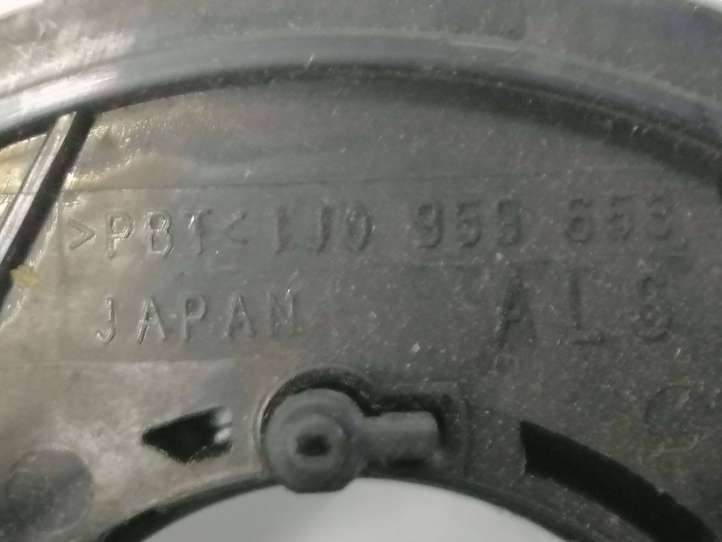 >PBT< 1J0 959 653
JAPAN ALS